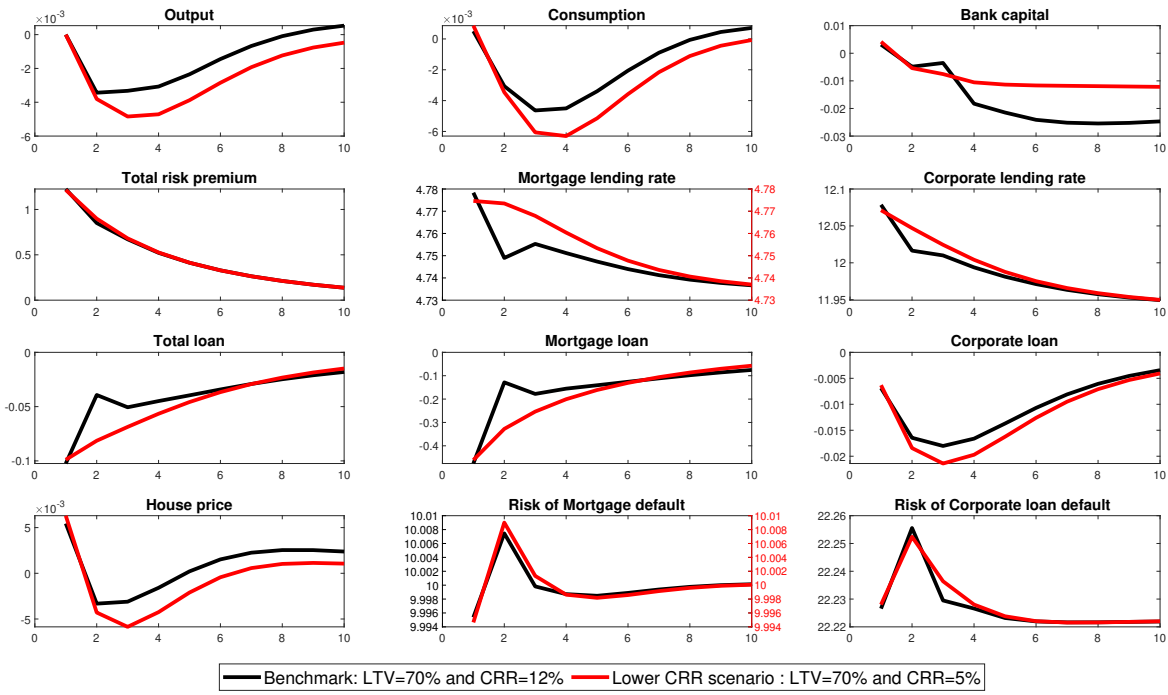 Output
×10⁻³
0
-2
-4
-6
0 2 4 6 8 10
Consumption
×10⁻³
0
-2
-4
-6
0 2 4 6 8 10
Bank capital
0.01
0
-0.01
-0.02
-0.03
0 2 4 6 8 10
Total risk premium
1
0.5
0
0 2 4 6 8 10
Mortgage lending rate
4.78 4.78
4.77 4.77
4.76 4.76
4.75 4.75
4.74 4.74
4.73 4.73
0 2 4 6 8 10
Corporate lending rate
12.1
12.05
12
11.95
0 2 4 6 8 10
Total loan
0
-0.05
-0.1
0 2 4 6 8 10
Mortgage loan
0
-0.1
-0.2
-0.3
-0.4
0 2 4 6 8 10
Corporate loan
0
-0.005
-0.01
-0.015
-0.02
0 2 4 6 8 10
House price
×10⁻³
5
0
-5
0 2 4 6 8 10
Risk of Mortgage default
10.01 10.01
10.008 10.008
10.006 10.006
10.004 10.004
10.002 10.002
10 10
9.998 9.998
9.996 9.996
9.994 9.994
0 2 4 6 8 10
Risk of Corporate loan default
22.26
22.25
22.24
22.23
22.22
0 2 4 6 8 10
Benchmark: LTV=70% and CRR=12% Lower CRR scenario : LTV=70% and CRR=5%